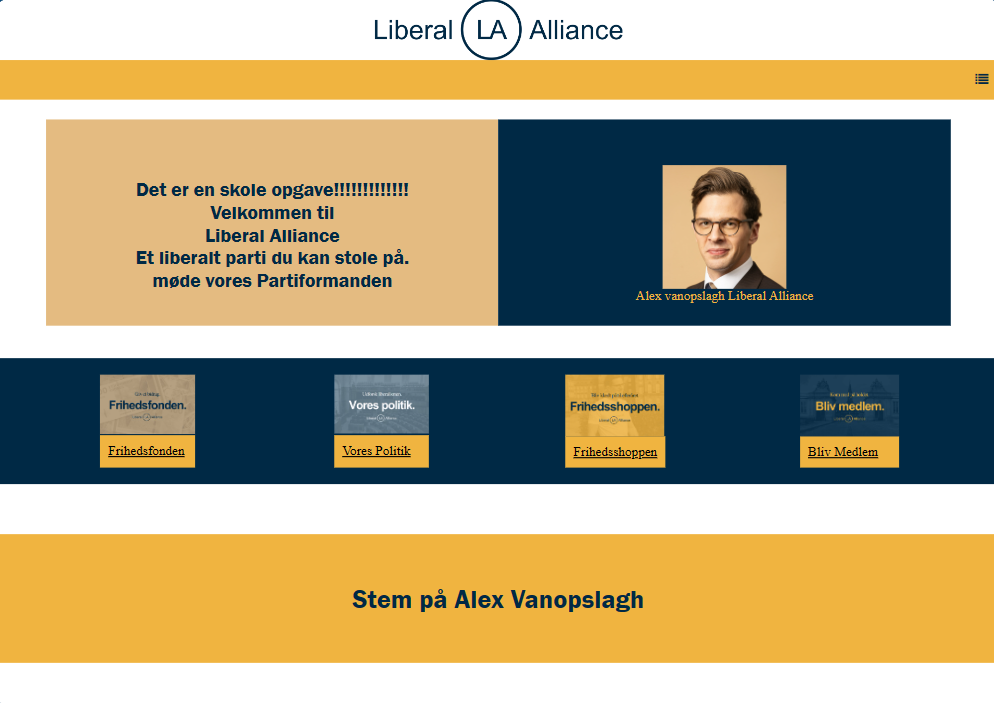 Liberal LA Alliance
Det er en skole opgave!!!!!!!!!!!!!
Velkommen til
Liberal Alliance
Et liberalt parti du kan stole på.
møde vores Partiformanden
Alex vanopslagh Liberal Alliance
Frihedsfonden.
Vores politik.
Frihedsshoppen.
Bliv medlem.
Frihedsfonden
Vores Politik
Frihedsshoppen
Bliv Medlem
Stem på Alex Vanopslagh